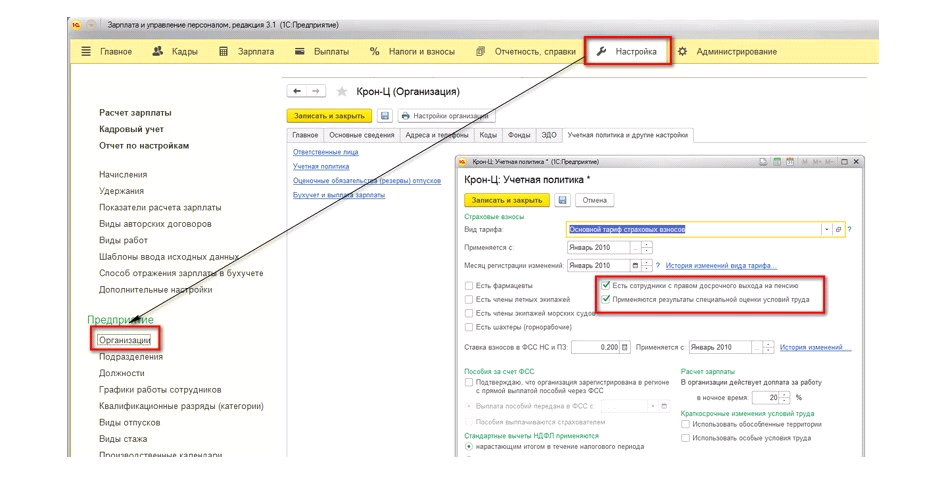 Зарплата и управление персоналом, редакция 3.1 (1С:Предприятие)
Главное Кадры Зарплата Выплаты Налоги и взносы Отчетность, справки Настройка Администрирование
Крон-Ц (Организация)
Записать и закрыть Настройки организации
Главное Основные сведения Адреса и телефоны Коды Фонды ЭДО Учетная политика и другие настройки
Расчет зарплаты
Кадровый учет
Отчет по настройкам
Начисления
Удержания
Показатели расчета зарплаты
Виды авторских договоров
Виды работ
Шаблоны ввода исходных данных
Способ отражения зарплаты в бухучете
Дополнительные настройки
Предприятие
Организации
Подразделения
Должности
Графики работы сотрудников
Квалификационные разряды (категории)
Виды отпусков
Виды стажа
Производственные календари
Ответственные лица
Учетная политика
Оценочные обязательства (резервы) отпусков
Бухучет и выплата зарплаты
Крон-Ц: Учетная политика * (1С:Предприятие) M M+ M-
Крон-Ц: Учетная политика *
Записать и закрыть Отмена
Страховые взносы
Вид тарифа: Основной тариф страховых взносов ?
Применяется с: Январь 2010
Месяц регистрации изменений: Январь 2010 ? История изменений вида тарифа...
Есть фармацевты Есть сотрудники с правом досрочного выхода на пенсию
Есть члены летных экипажей Применяются результаты специальной оценки условий труда
Есть члены экипажей морских судов
Есть шахтеры (горнорабочие)
Ставка взносов в ФСС НС и ПЗ: 0,200 Применяется с: Январь 2010 История изменений...
Пособия за счет ФСС Расчет зарплаты
Подтверждаю, что организация зарегистрирована в регионе с прямой выплатой пособий через ФСС
В организации действует доплата за работу
в ночное время: 20 %
Выплата пособий передана в ФСС с:
Пособия выплачиваются страхователем
Краткосрочные изменения условий труда
Использовать обособленные территории
Использовать особые условия труда
Стандартные вычеты НДФЛ применяются
нарастающим итогом в течение налогового периода